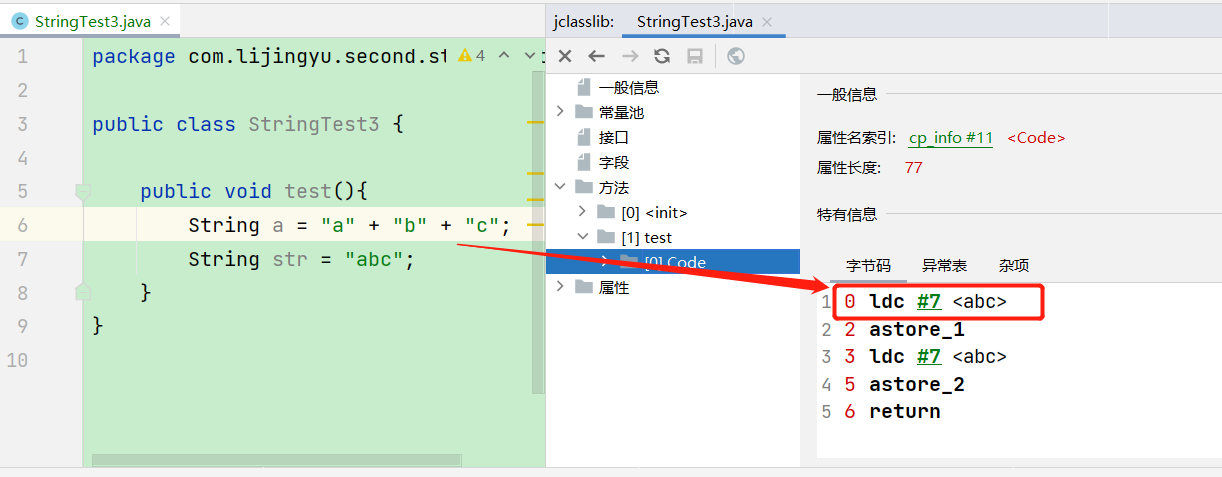 StringTest3.java
1 package com.lijingyu.second.st 4
2
3 public class StringTest3 {
4
5 public void test(){
6 String a = "a" + "b" + "c";
7 String str = "abc";
8 }
9 }
10
jclasslib: StringTest3.java
一般信息
常量池
接口
字段
方法
[0] <init>
[1] test
[0] Code
属性
一般信息
属性名索引: cp_info #11 <Code>
属性长度: 77
特有信息
字节码 异常表 杂项
1 0 ldc #7 <abc>
2 2 astore_1
3 3 ldc #7 <abc>
4 5 astore_2
5 6 return